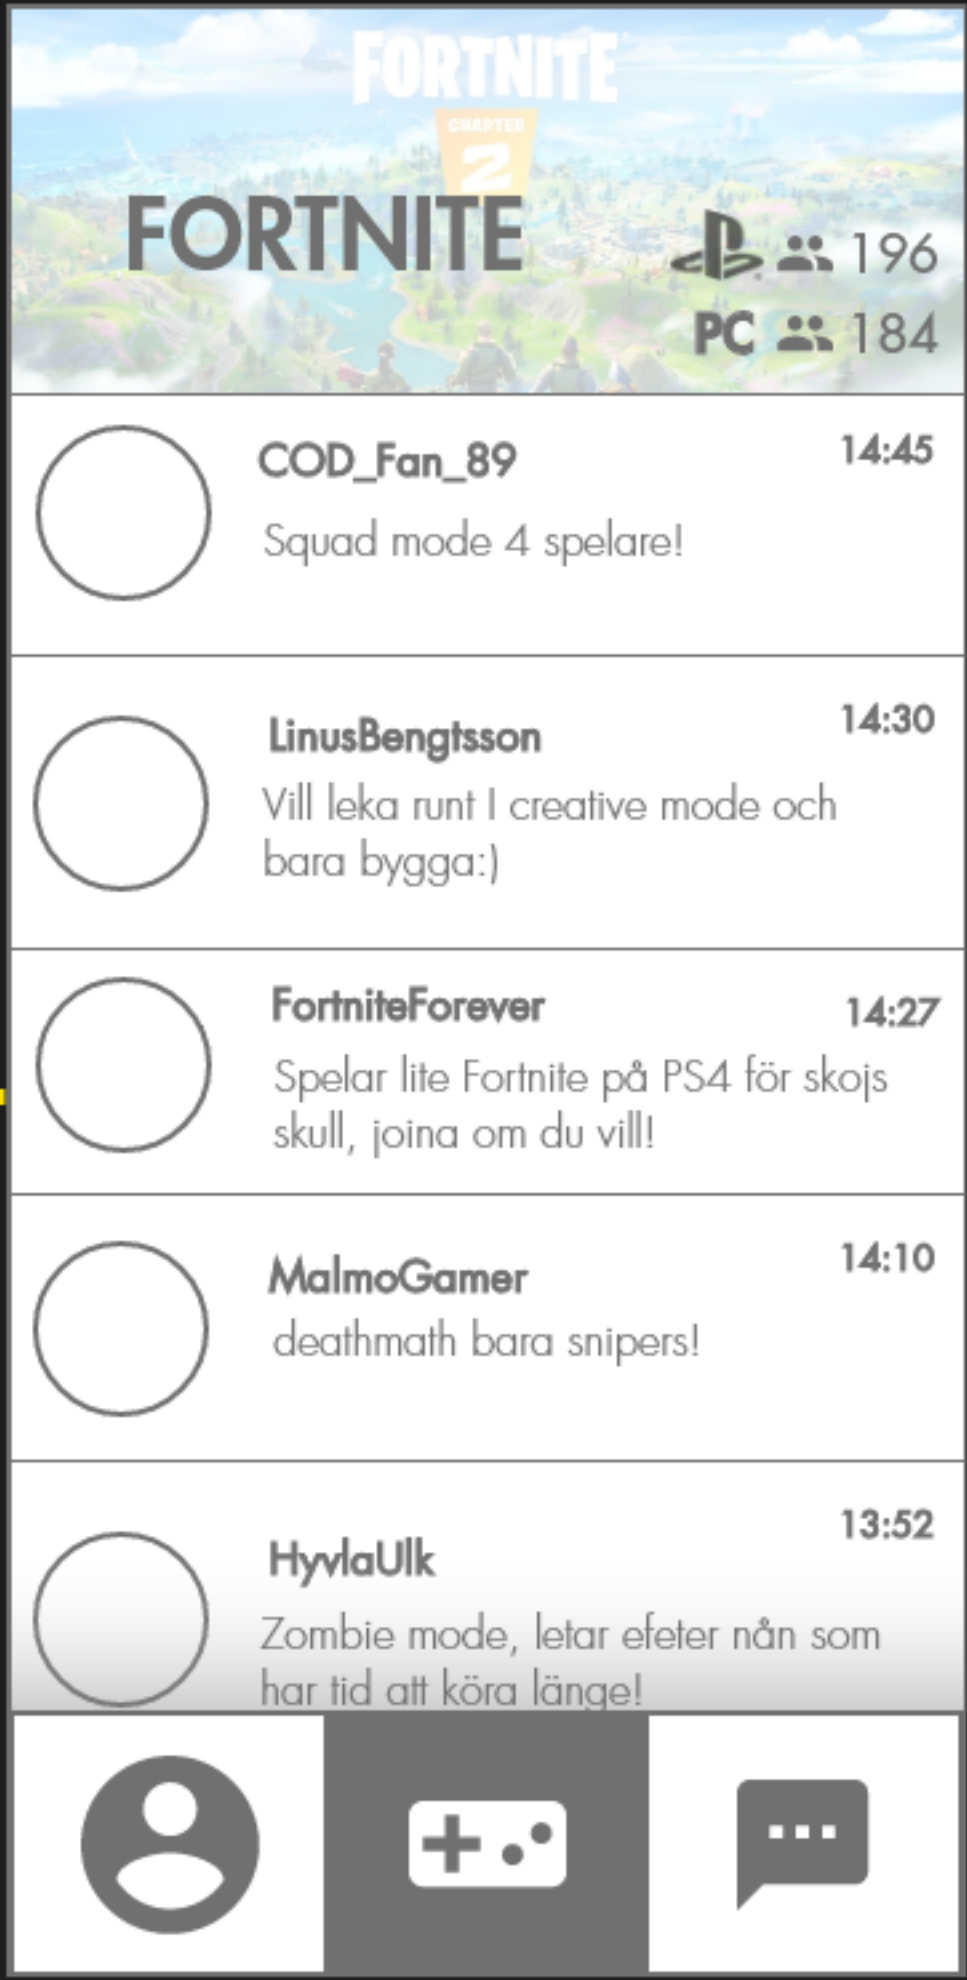 FORTNITE
CHAPTER
2
FORTNITE
196
PC 184
COD_Fan_89
14:45
Squad mode 4 spelare!
LinusBengtsson
14:30
Vill leka runt I creative mode och
bara bygga:)
FortniteForever
14:27
Spelar lite Fortnite på PS4 för skojs
skull, joina om du vill!
MalmoGamer
14:10
deathmath bara snipers!
HyvlaUlk
13:52
Zombie mode, letar efeter nån som
har tid att köra länge!